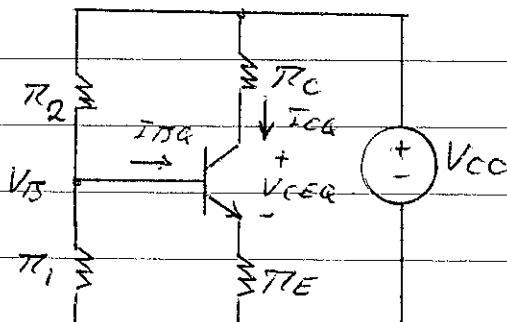 R2
RC
ICQ
IBQ
+
VCEQ
-
+
-
VCC
VB
R1
RE